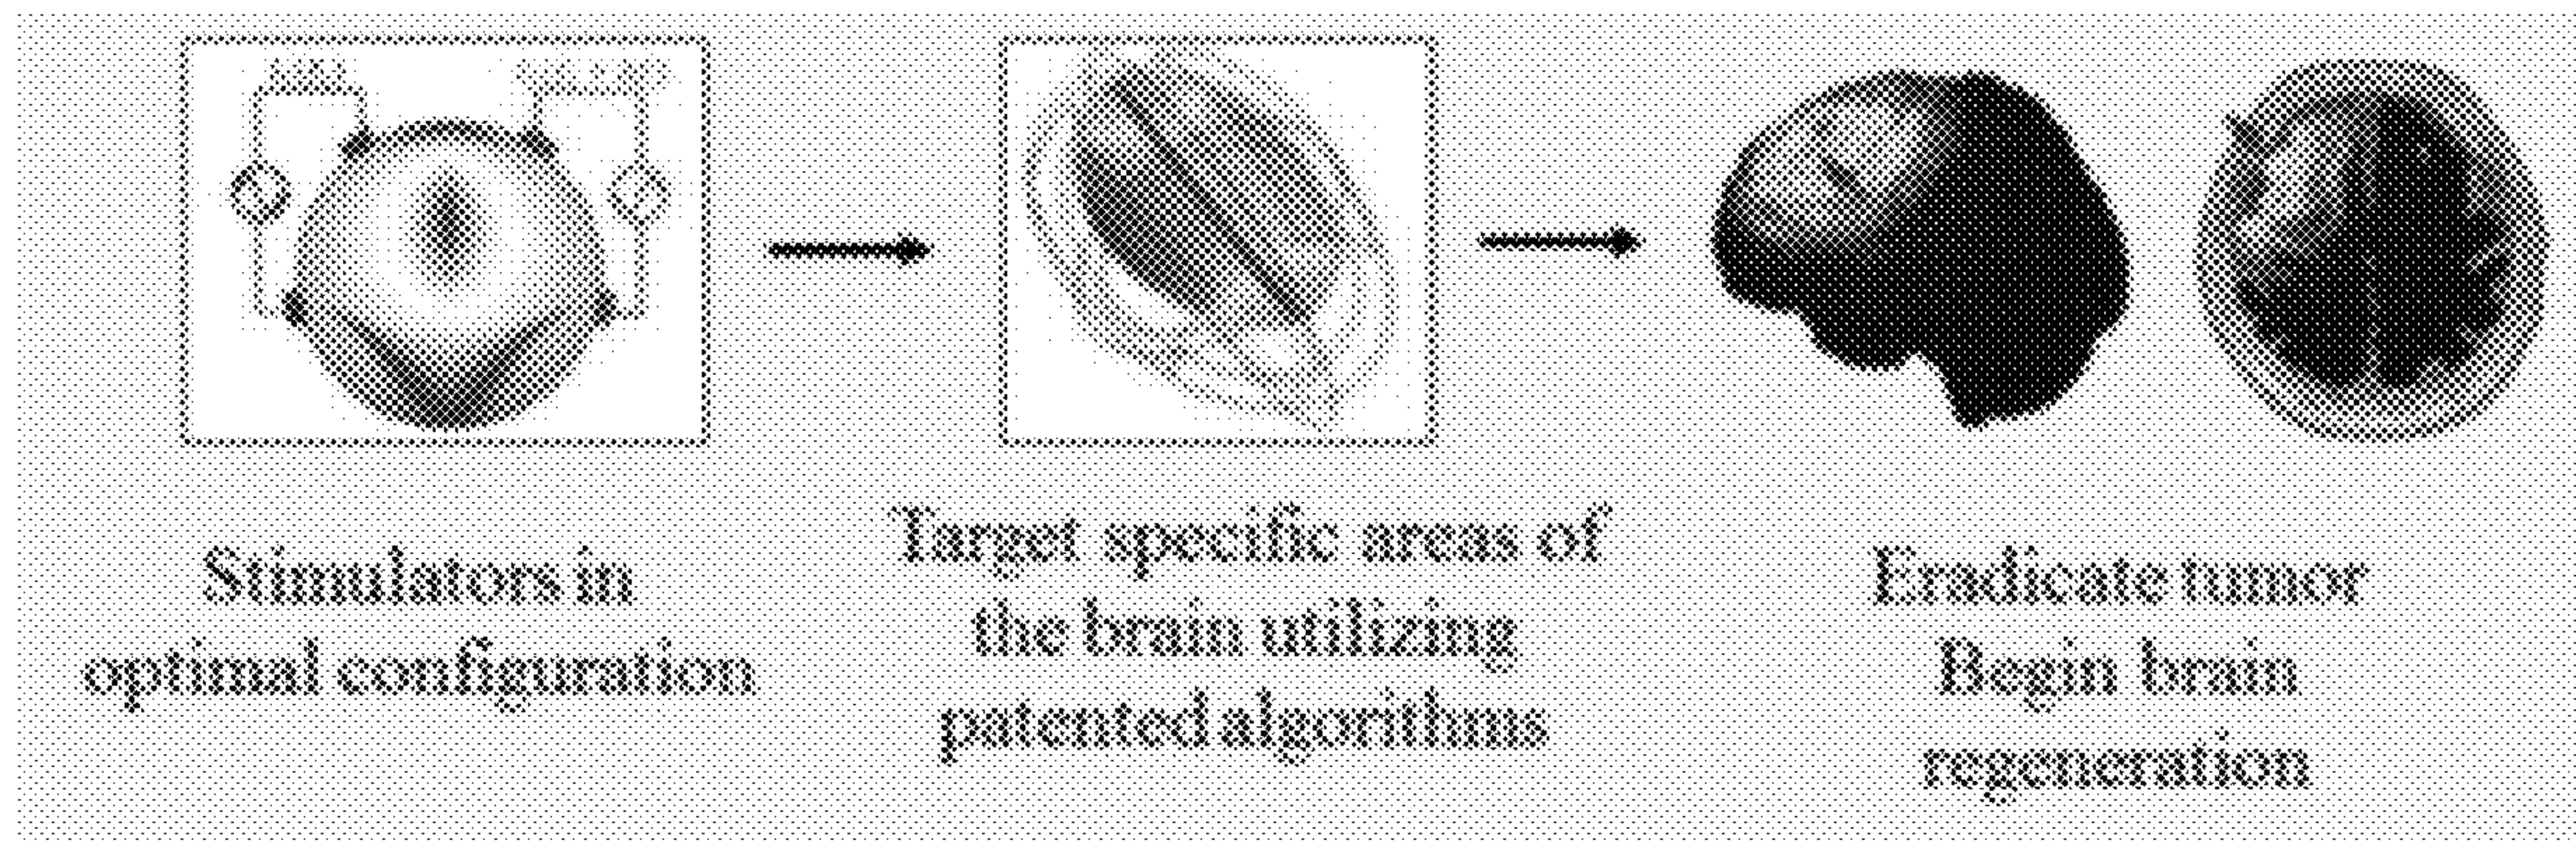 Stimulators in
optimal configuration
Target specific areas of
the brain utilizing
patented algorithms
Eradicate tumor
Begin brain
regeneration